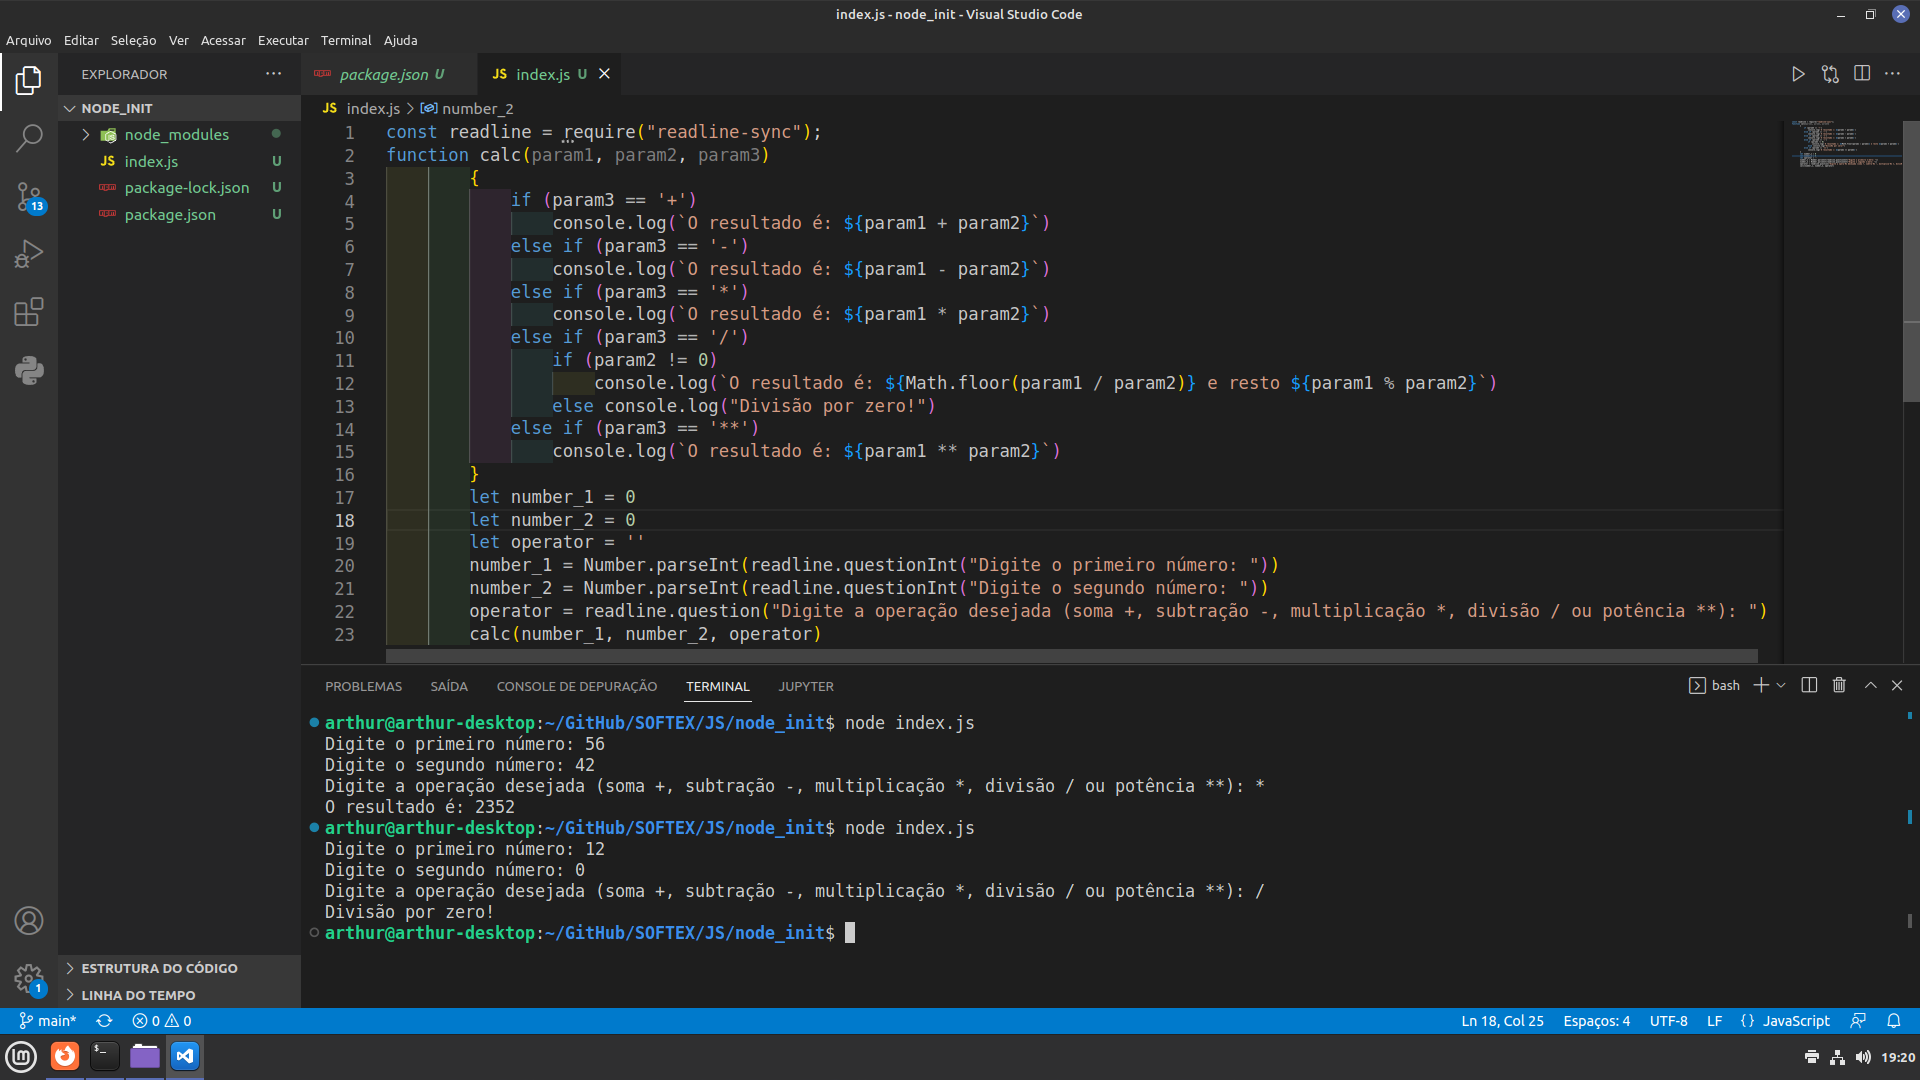 index.js - node_init - Visual Studio Code
Arquivo Editar Seleção Ver Acessar Executar Terminal Ajuda
EXPLORADOR
NODE_INIT
node_modules
JS index.js U
package-lock.json U
package.json U
13
ESTRUTURA DO CÓDIGO
LINHA DO TEMPO
1
package.json U
JS index.js U
JS index.js > number_2
1 const readline = require("readline-sync");
2 function calc(param1, param2, param3)
3 {
4 if (param3 == '+')
5 console.log(`O resultado é: ${param1 + param2}`)
6 else if (param3 == '-')
7 console.log(`O resultado é: ${param1 - param2}`)
8 else if (param3 == '*')
9 console.log(`O resultado é: ${param1 * param2}`)
10 else if (param3 == '/')
11 if (param2 != 0)
12 console.log(`O resultado é: ${Math.floor(param1 / param2)} e resto ${param1 % param2}`)
13 else console.log("Divisão por zero!")
14 else if (param3 == '**')
15 console.log(`O resultado é: ${param1 ** param2}`)
16 }
17 let number_1 = 0
18 let number_2 = 0
19 let operator = ''
20 number_1 = Number.parseInt(readline.questionInt("Digite o primeiro número: "))
21 number_2 = Number.parseInt(readline.questionInt("Digite o segundo número: "))
22 operator = readline.question("Digite a operação desejada (soma +, subtração -, multiplicação *, divisão / ou potência **): ")
23 calc(number_1, number_2, operator)
PROBLEMAS SAÍDA CONSOLE DE DEPURAÇÃO TERMINAL JUPYTER
bash
arthur@arthur-desktop:~/GitHub/SOFTEX/JS/node_init$ node index.js
Digite o primeiro número: 56
Digite o segundo número: 42
Digite a operação desejada (soma +, subtração -, multiplicação *, divisão / ou potência **): *
O resultado é: 2352
arthur@arthur-desktop:~/GitHub/SOFTEX/JS/node_init$ node index.js
Digite o primeiro número: 12
Digite o segundo número: 0
Digite a operação desejada (soma +, subtração -, multiplicação *, divisão / ou potência **): /
Divisão por zero!
arthur@arthur-desktop:~/GitHub/SOFTEX/JS/node_init$
main* 0 0 Ln 18, Col 25 Espaços: 4 UTF-8 LF {} JavaScript
19:20